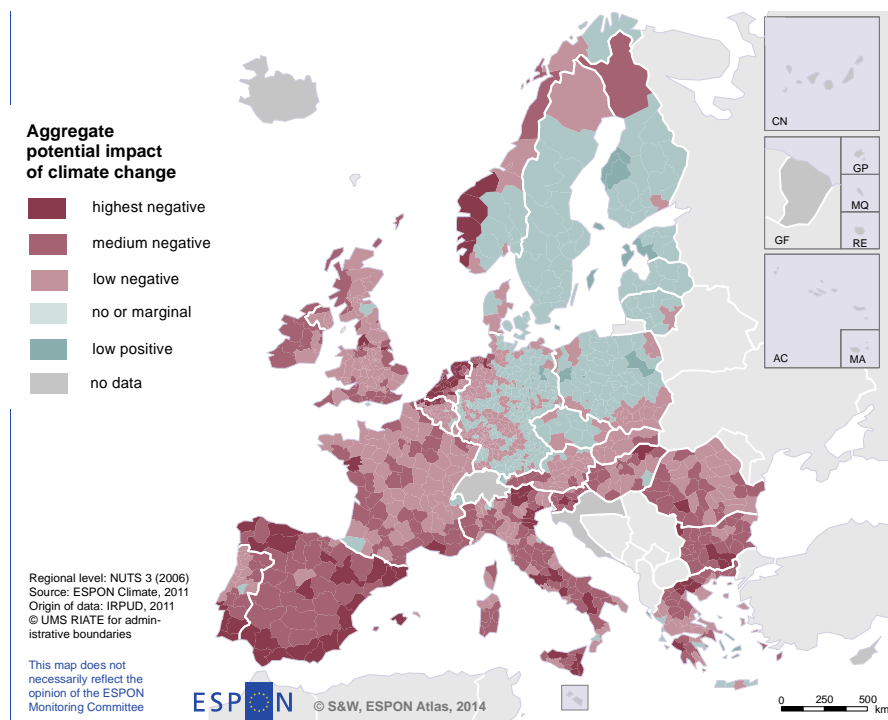 Aggregate
potential impact
of climate change
highest negative
medium negative
low negative
no or marginal
low positive
no data
CN
GP
MQ
GF
RE
AC
MA
Regional level: NUTS 3 (2006)
Source: ESPON Climate, 2011
Origin of data: IRPUD, 2011
© UMS RIATE for admin-
istrative boundaries
This map does not
necessarily reflect the
opinion of the ESPON
Monitoring Committee
ESPON
© S&W, ESPON Atlas, 2014
0 250 500
km